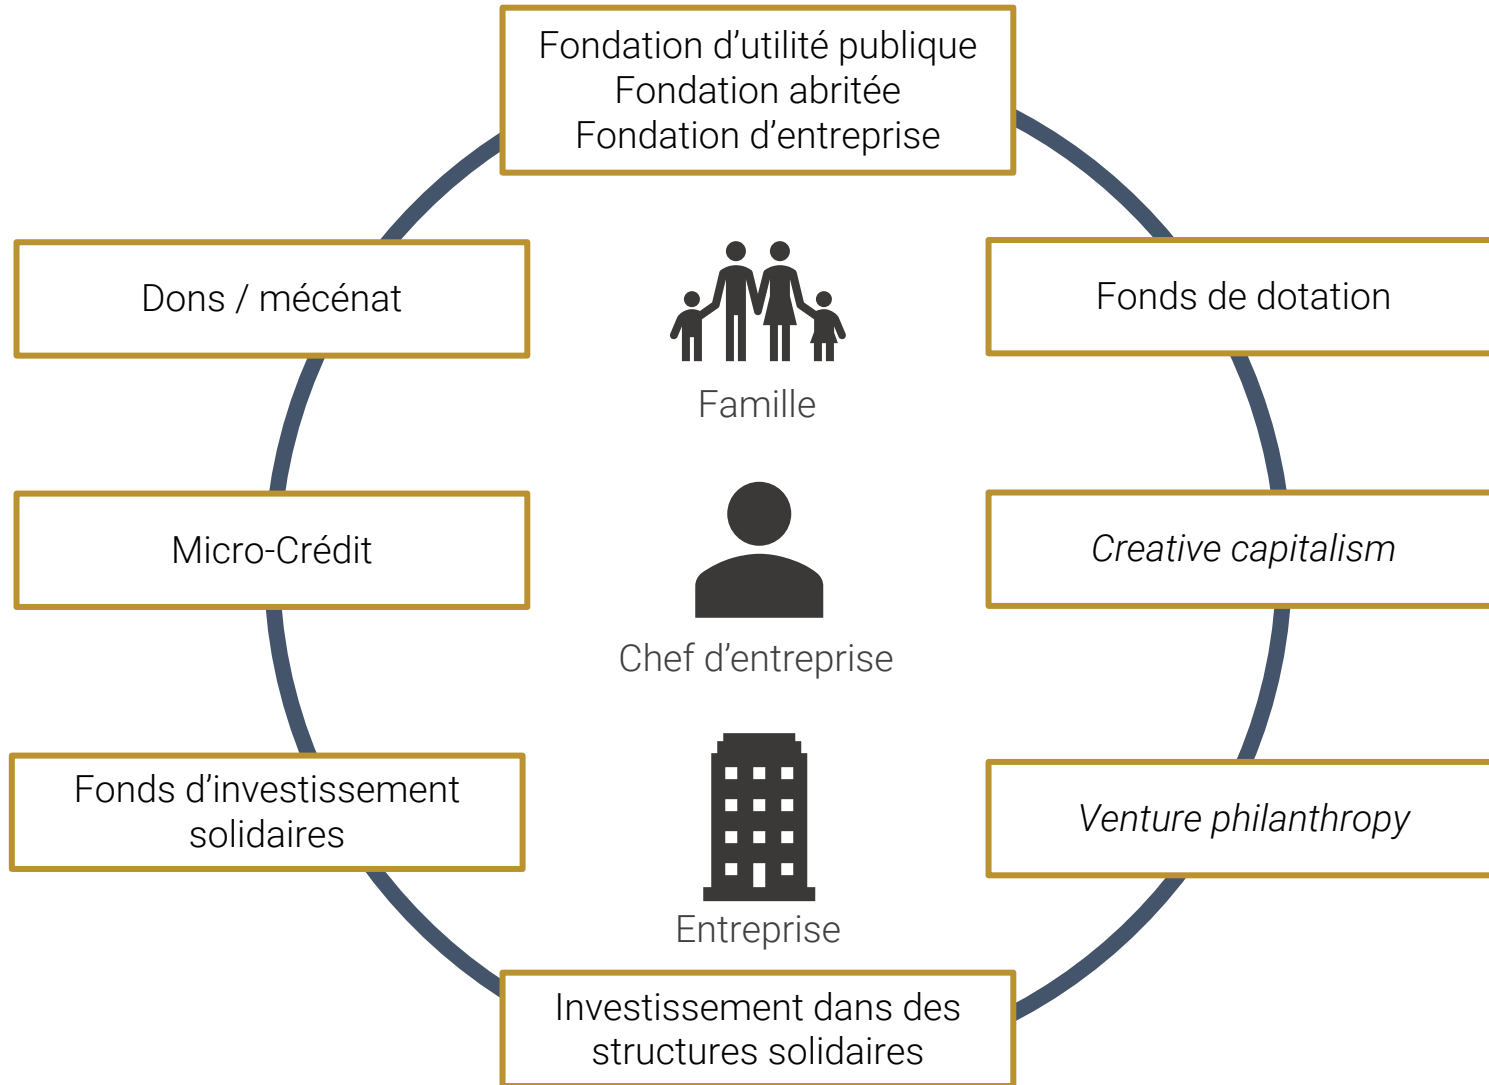 Fondation d’utilité publique
Fondation abritée
Fondation d’entreprise
Dons / mécénat
Fonds de dotation
Famille
Micro-Crédit
Creative capitalism
Chef d’entreprise
Fonds d’investissement
solidaires
Venture philanthropy
Entreprise
Investissement dans des
structures solidaires